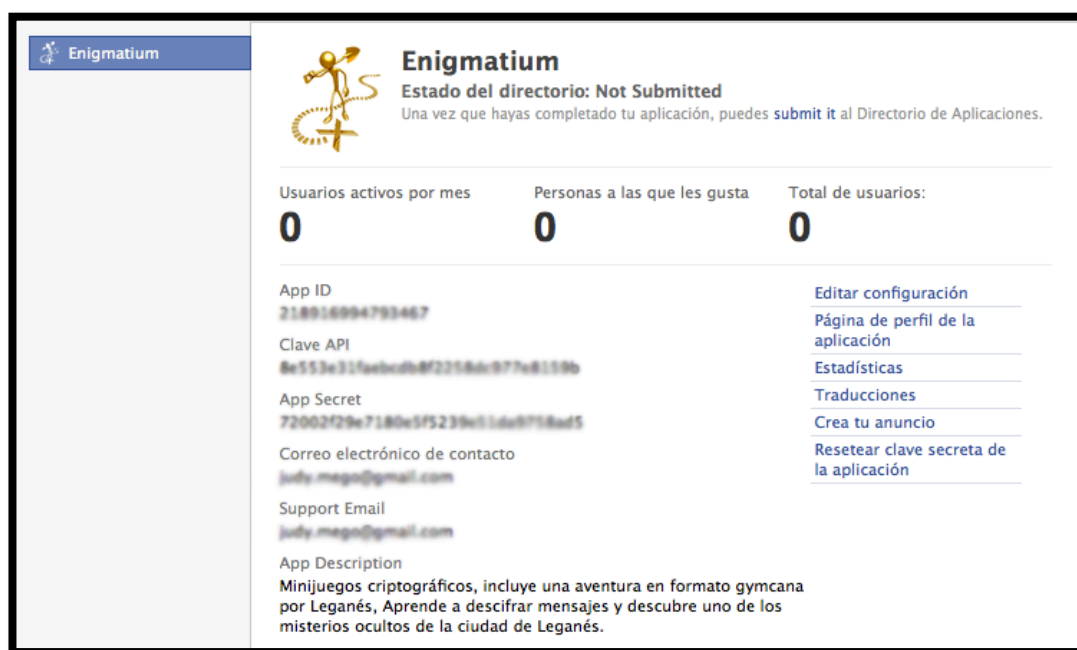 Enigmatium
Enigmatium
Estado del directorio: Not Submitted
Una vez que hayas completado tu aplicación, puedes submit it al Directorio de Aplicaciones.
Usuarios activos por mes
0
Personas a las que les gusta
0
Total de usuarios:
0
App ID
Clave API
App Secret
Correo electrónico de contacto
Support Email
App Description
Minijuegos criptográficos, incluye una aventura en formato gymcana
por Leganés, Aprende a descifrar mensajes y descubre uno de los
misterios ocultos de la ciudad de Leganés.
Editar configuración
Página de perfil de la
aplicación
Estadísticas
Traducciones
Crea tu anuncio
Resetear clave secreta de
la aplicación